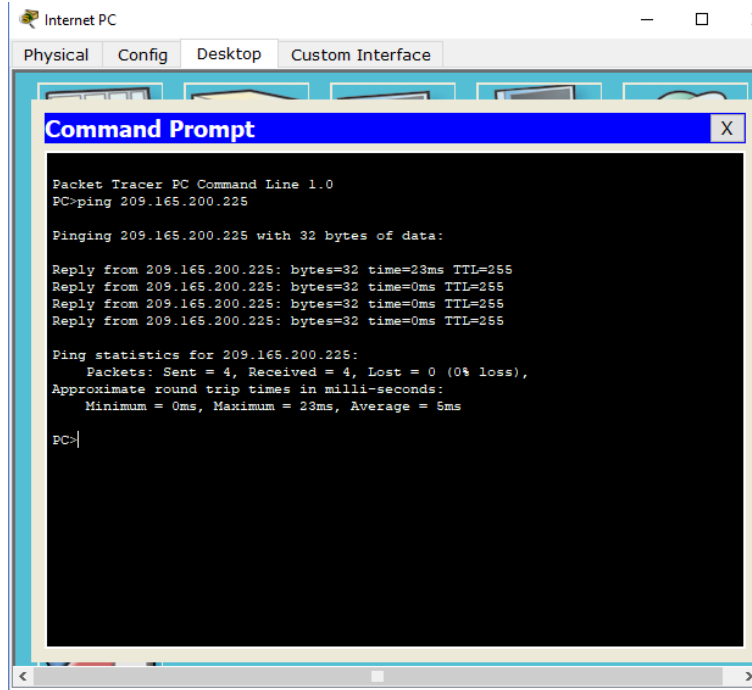 Internet PC
Physical Config Desktop Custom Interface
Command Prompt X
Packet Tracer PC Command Line 1.0
PC>ping 209.165.200.225
Pinging 209.165.200.225 with 32 bytes of data:
Reply from 209.165.200.225: bytes=32 time=23ms TTL=255
Reply from 209.165.200.225: bytes=32 time=0ms TTL=255
Reply from 209.165.200.225: bytes=32 time=0ms TTL=255
Reply from 209.165.200.225: bytes=32 time=0ms TTL=255
Ping statistics for 209.165.200.225:
    Packets: Sent = 4, Received = 4, Lost = 0 (0% loss),
Approximate round trip times in milli-seconds:
    Minimum = 0ms, Maximum = 23ms, Average = 5ms
PC>